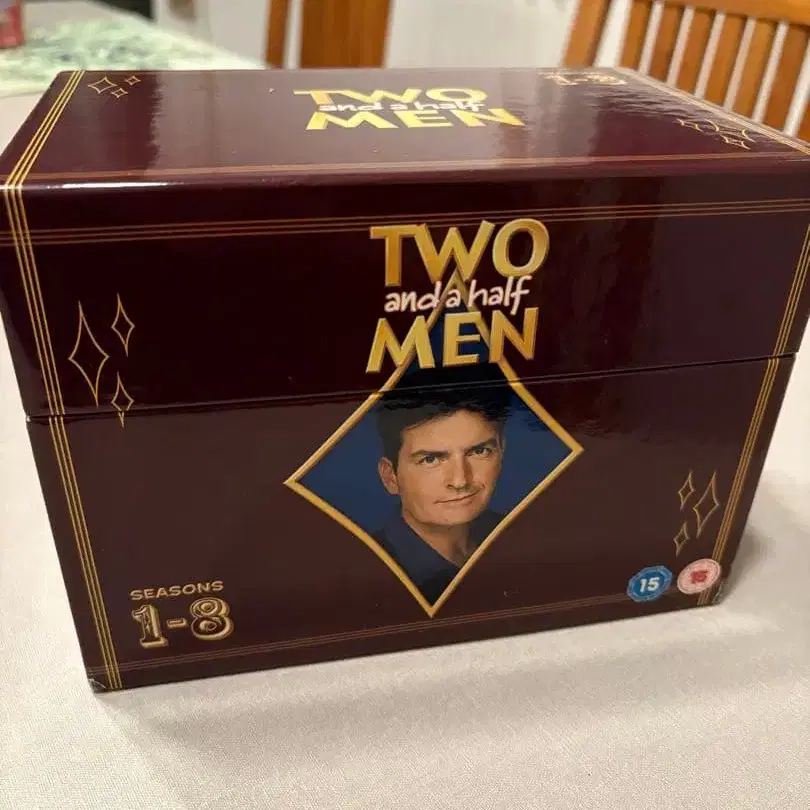 TWO
and a half
MEN
TWO
and a half
MEN
SEASONS
1-8
15
15